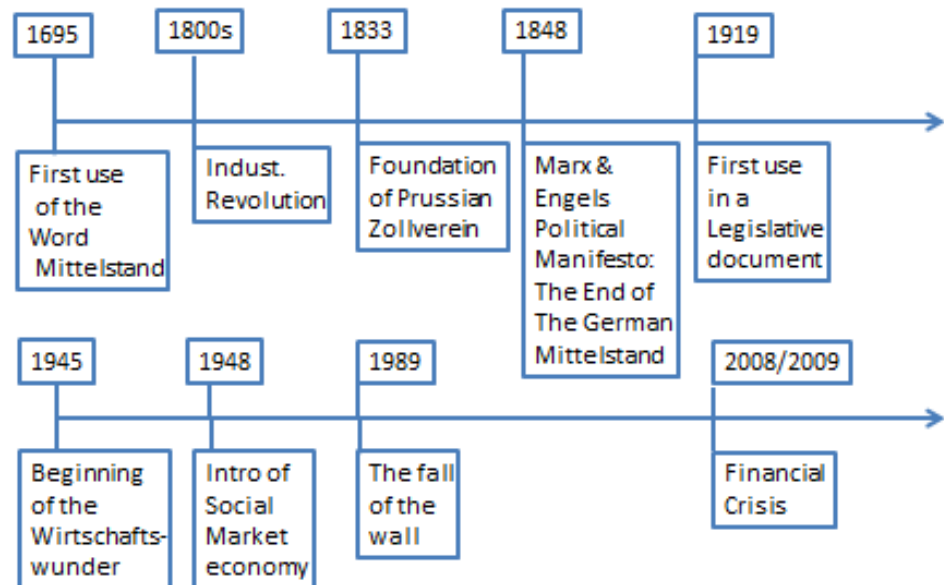 1695
1800s
1833
1848
1919
First use
of the
Word
Mittelstand
Indust.
Revolution
Foundation
of Prussian
Zollverein
Marx &
Engels
Political
Manifesto:
The End of
The German
Mittelstand
First use
in a
Legislative
document
1945
1948
1989
2008/2009
Beginning
of the
Wirtschafts-
wunder
Intro of
Social
Market
economy
The fall
of the
wall
Financial
Crisis